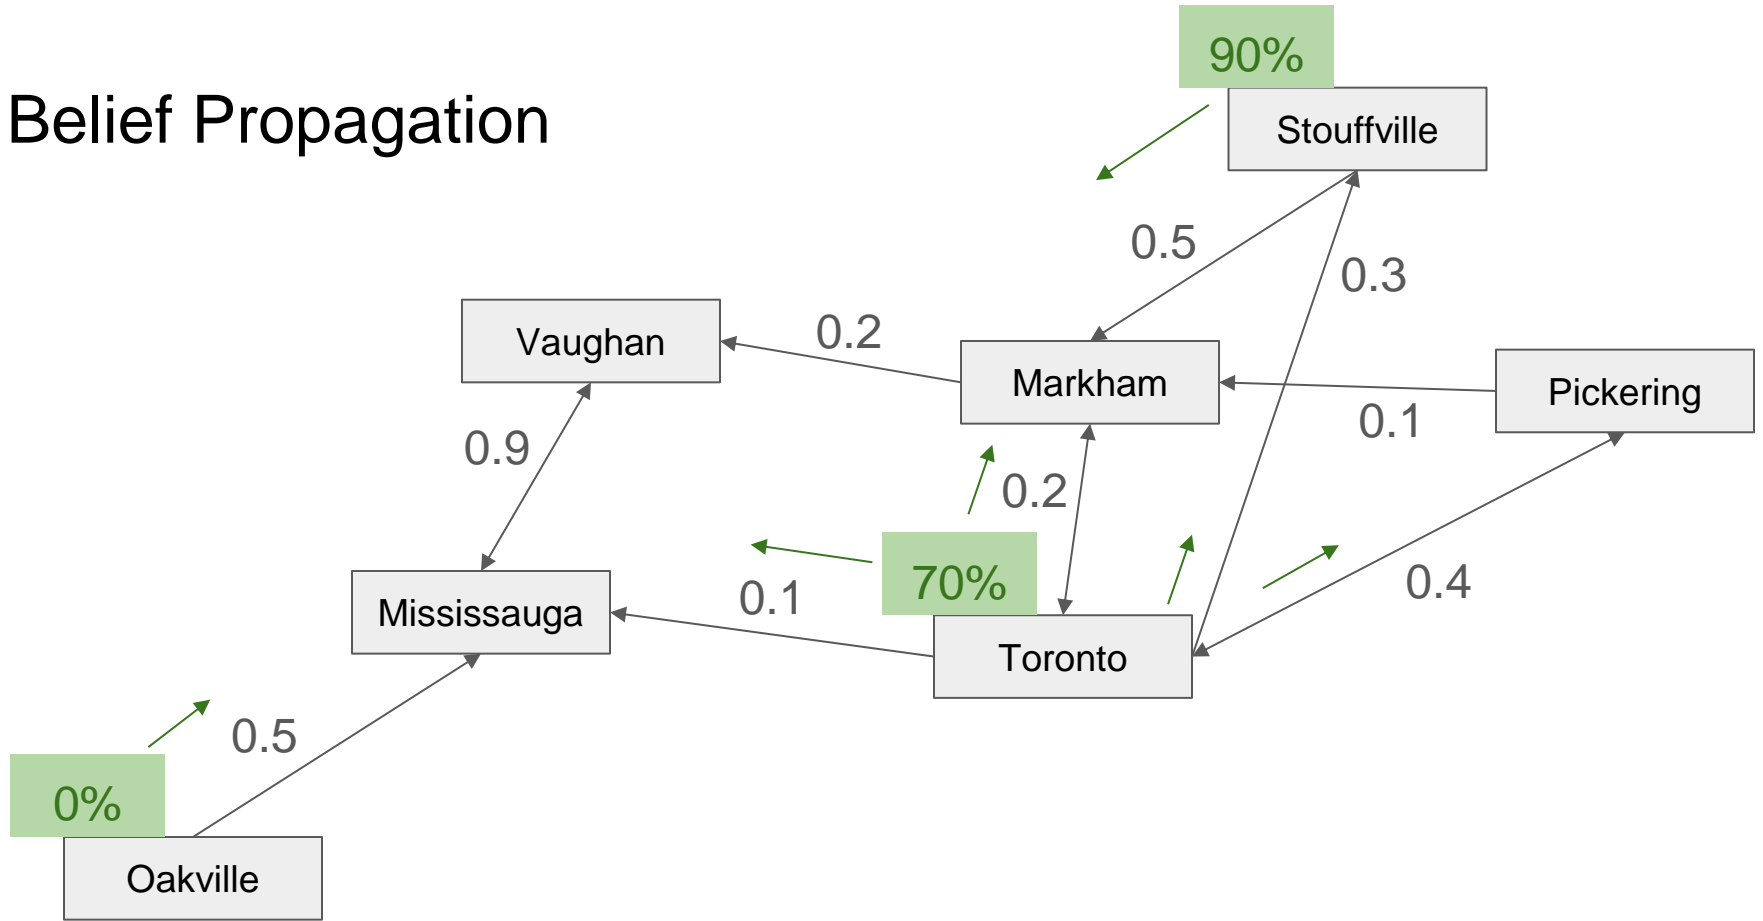 Belief Propagation
90%
Stouffville
0.5
0.3
Vaughan
0.2
Markham
Pickering
0.1
0.9
0.2
70%
0.4
Mississauga
0.1
Toronto
0.5
0%
Oakville